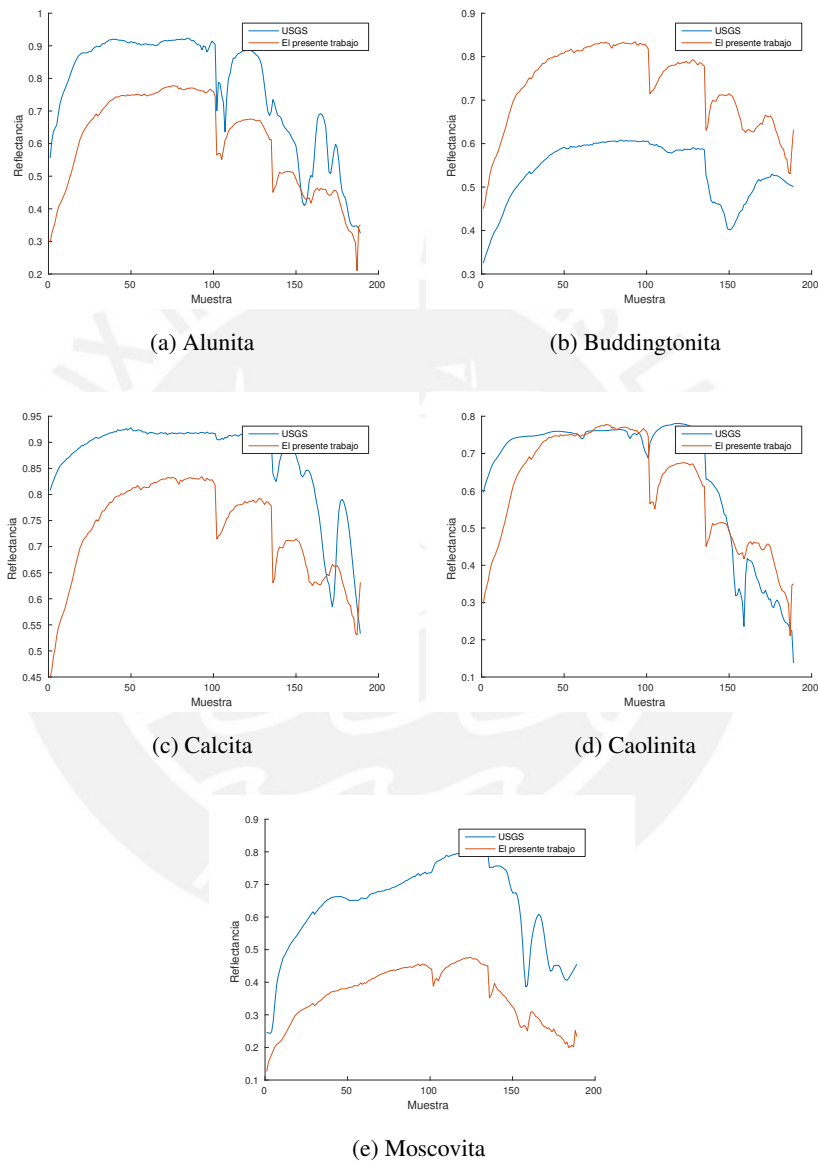 1
0.9
0.8
0.7
0.6
0.5
0.4
0.3
0.2
Reflectancia
0
50
100
150
200
Muestra
USGS
El presente trabajo
(a) Alunita
0.9
0.8
0.7
0.6
0.5
0.4
0.3
Reflectancia
0
50
100
150
200
Muestra
USGS
El presente trabajo
(b) Buddingtonita
0.95
0.9
0.85
0.8
0.75
0.7
0.65
0.6
0.55
0.5
0.45
Reflectancia
0
50
100
150
200
Muestra
USGS
El presente trabajo
(c) Calcita
0.8
0.7
0.6
0.5
0.4
0.3
0.2
0.1
Reflectancia
0
50
100
150
200
Muestra
USGS
El presente trabajo
(d) Caolinita
0.9
0.8
0.7
0.6
0.5
0.4
0.3
0.2
0.1
Reflectancia
0
50
100
150
200
Muestra
USGS
El presente trabajo
(e) Moscovita